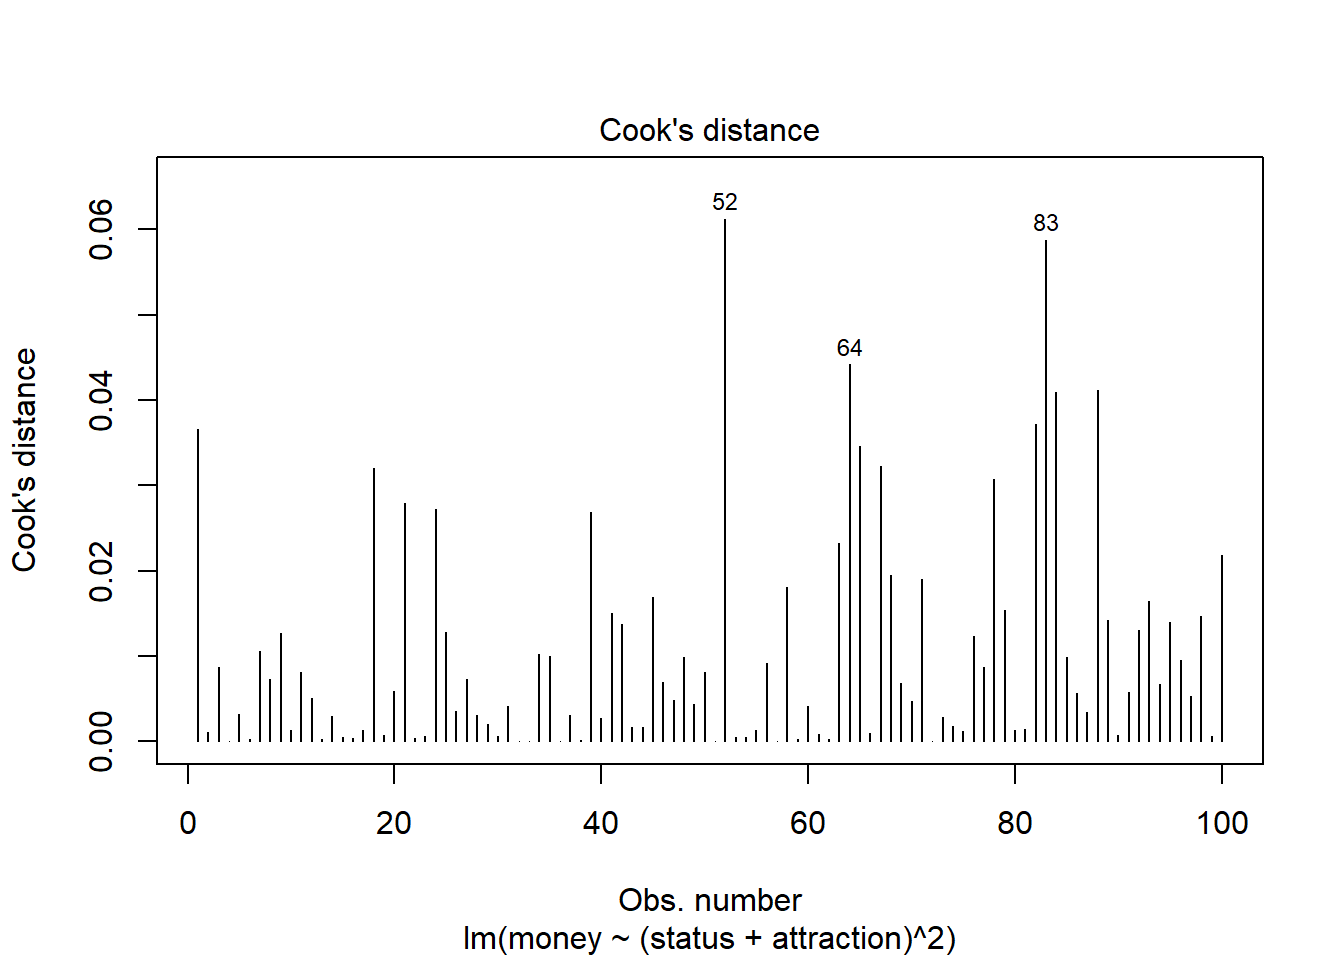 Cook's distance
52
83
64
Cook's distance
0.06
0.04
0.02
0.00
0 20 40 60 80 100
Obs. number
lm(money ~ (status + attraction)^2)